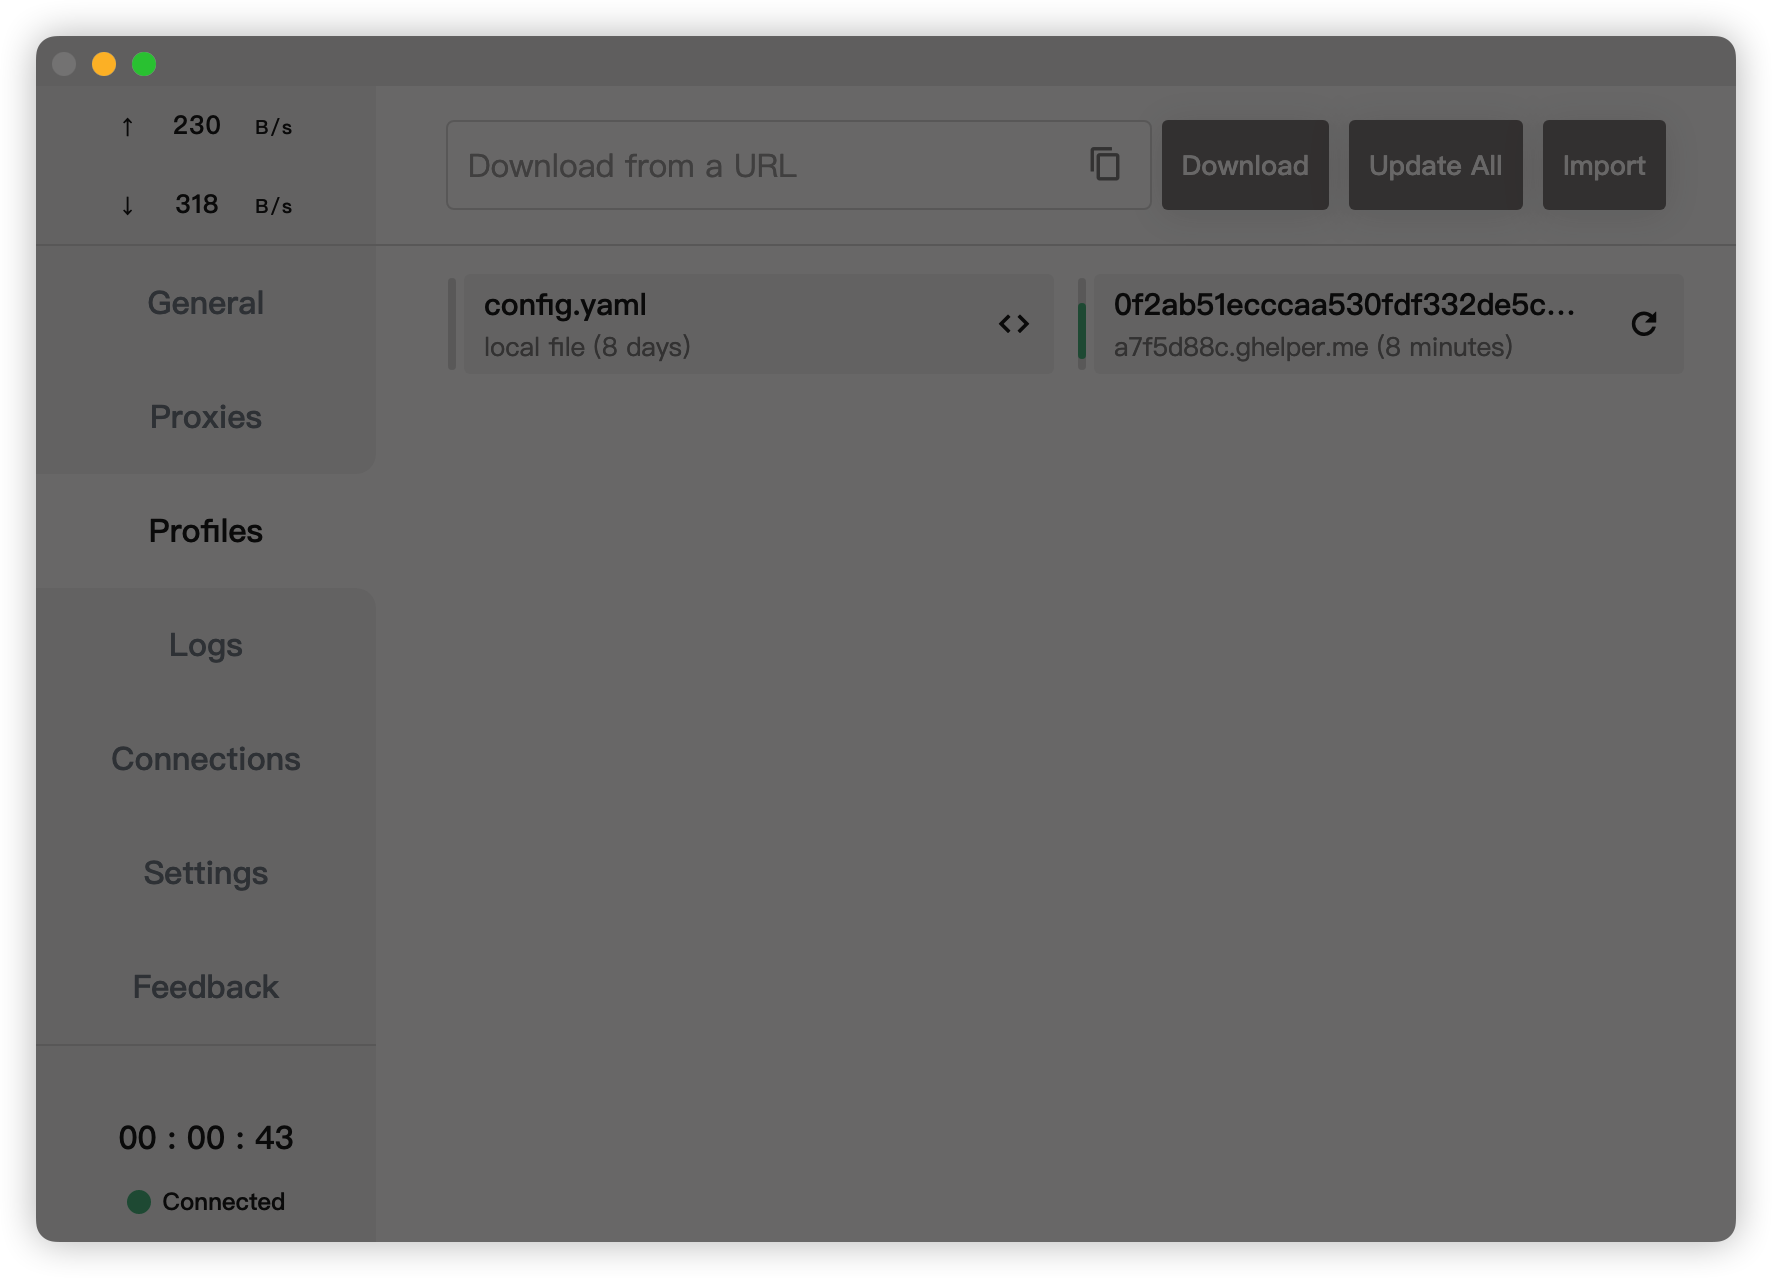 ↑ 230 B/s
↓ 318 B/s
General
Proxies
Profiles
Logs
Connections
Settings
Feedback
00 : 00 : 43
Connected
Download from a URL
Download
Update All
Import
config.yaml
local file (8 days)
0f2ab51ecccaa530fdf332de5c...
a7f5d88c.ghelper.me (8 minutes)